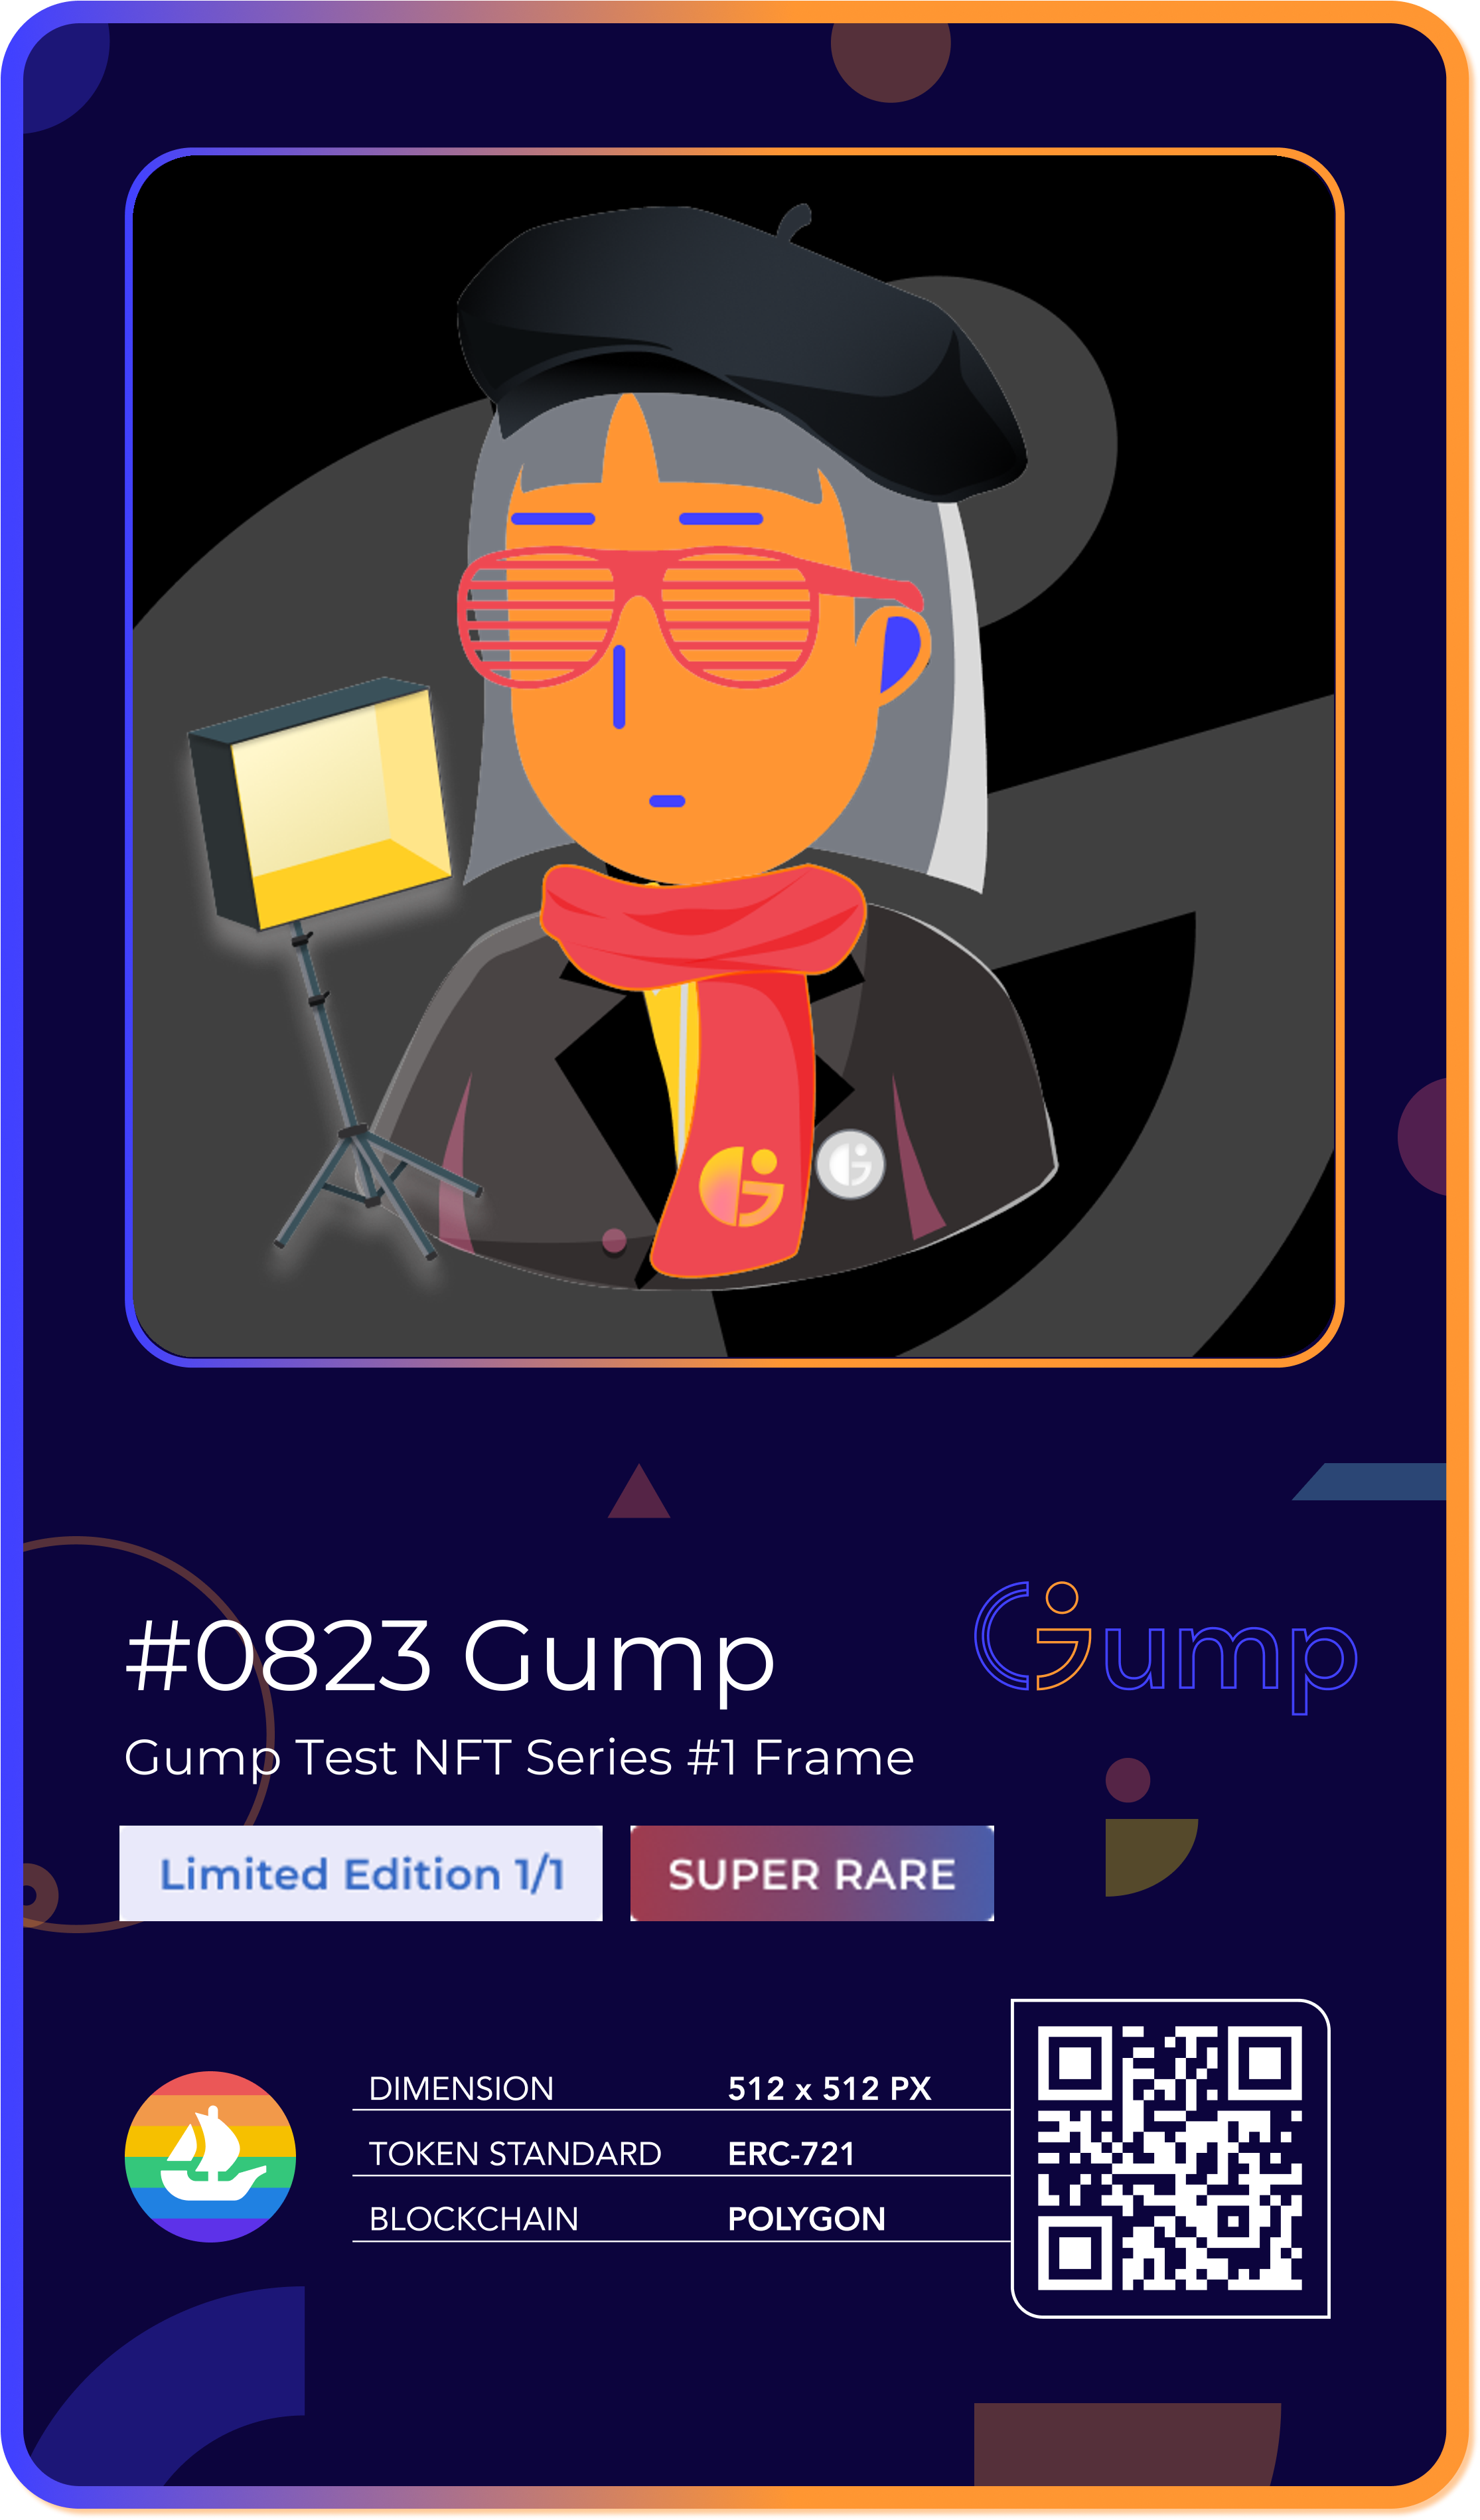 #0823 Gump
Gump
Gump Test NFT Series #1 Frame
Limited Edition 1/1
SUPER RARE
DIMENSION 512 x 512 PX
TOKEN STANDARD ERC-721
BLOCKCHAIN POLYGON